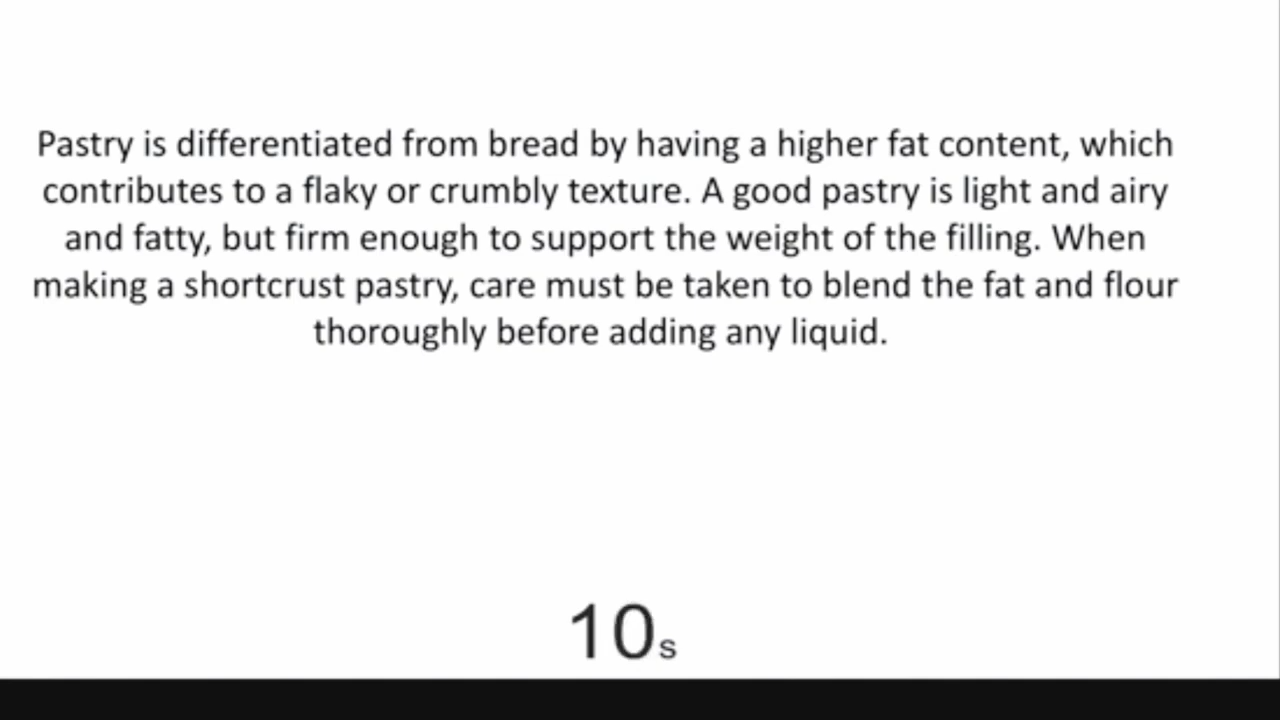 Pastry is differentiated from bread by having a higher fat content, which
contributes to a flaky or crumbly texture. A good pastry is light and airy
and fatty, but firm enough to support the weight of the filling. When
making a shortcrust pastry, care must be taken to blend the fat and flour
thoroughly before adding any liquid.
10s